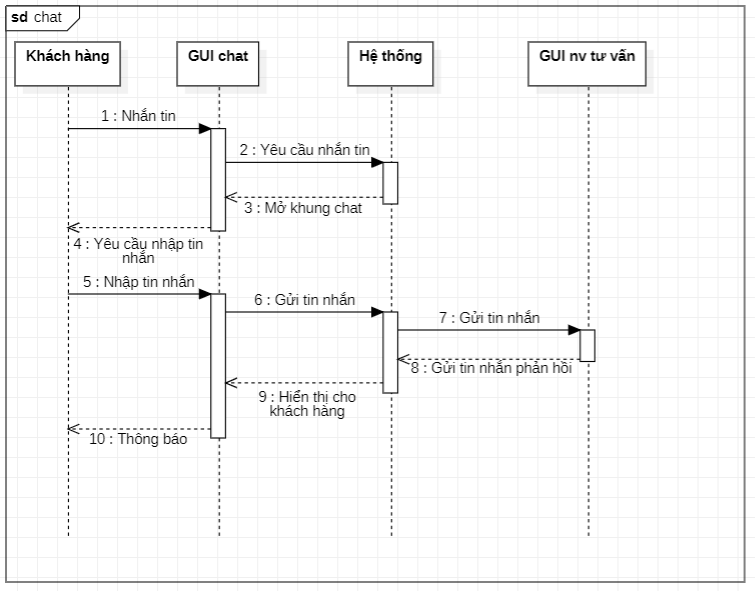 sd chat
Khách hàng
GUI chat
Hệ thống
GUI nv tư vấn
1 : Nhắn tin
2 : Yêu cầu nhắn tin
3 : Mở khung chat
4 : Yêu cầu nhập tin
nhắn
5 : Nhập tin nhắn
6 : Gửi tin nhắn
7 : Gửi tin nhắn
8 : Gửi tin nhắn phản hồi
9 : Hiển thị cho
khách hàng
10 : Thông báo